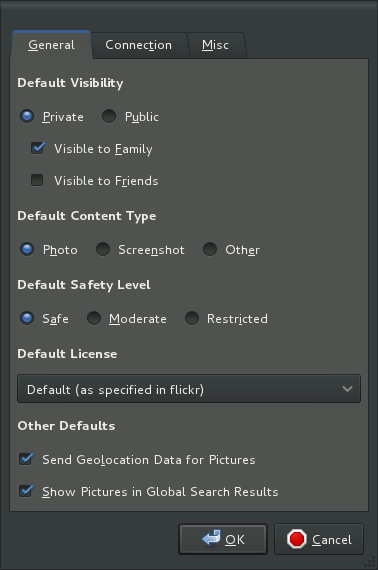 General Connection Misc
Default Visibility
Private Public
Visible to Family
Visible to Friends
Default Content Type
Photo Screenshot Other
Default Safety Level
Safe Moderate Restricted
Default License
Default (as specified in flickr)
Other Defaults
Send Geolocation Data for Pictures
Show Pictures in Global Search Results
OK Cancel